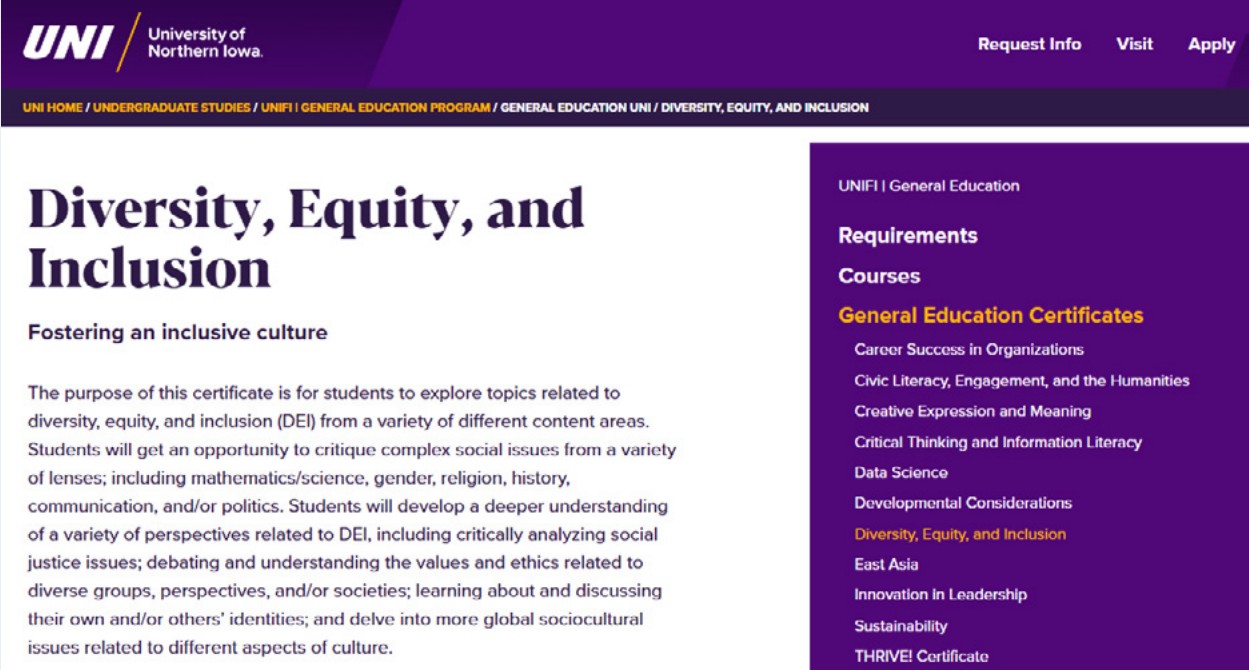 UNI University of
Northern Iowa.
Request Info Visit Apply
UNI HOME / UNDERGRADUATE STUDIES / UNIFI | GENERAL EDUCATION PROGRAM / GENERAL EDUCATION UNI / DIVERSITY, EQUITY, AND INCLUSION
Diversity, Equity, and
Inclusion
Fostering an inclusive culture
The purpose of this certificate is for students to explore topics related to
diversity, equity, and inclusion (DEI) from a variety of different content areas.
Students will get an opportunity to critique complex social issues from a variety
of lenses; including mathematics/science, gender, religion, history,
communication, and/or politics. Students will develop a deeper understanding
of a variety of perspectives related to DEI, including critically analyzing social
justice issues; debating and understanding the values and ethics related to
diverse groups, perspectives, and/or societies; learning about and discussing
their own and/or others' identities; and delve into more global sociocultural
issues related to different aspects of culture.
UNIFI | General Education
Requirements
Courses
General Education Certificates
Career Success in Organizations
Civic Literacy, Engagement, and the Humanities
Creative Expression and Meaning
Critical Thinking and Information Literacy
Data Science
Developmental Considerations
Diversity, Equity, and Inclusion
East Asia
Innovation in Leadership
Sustainability
THRIVE! Certificate